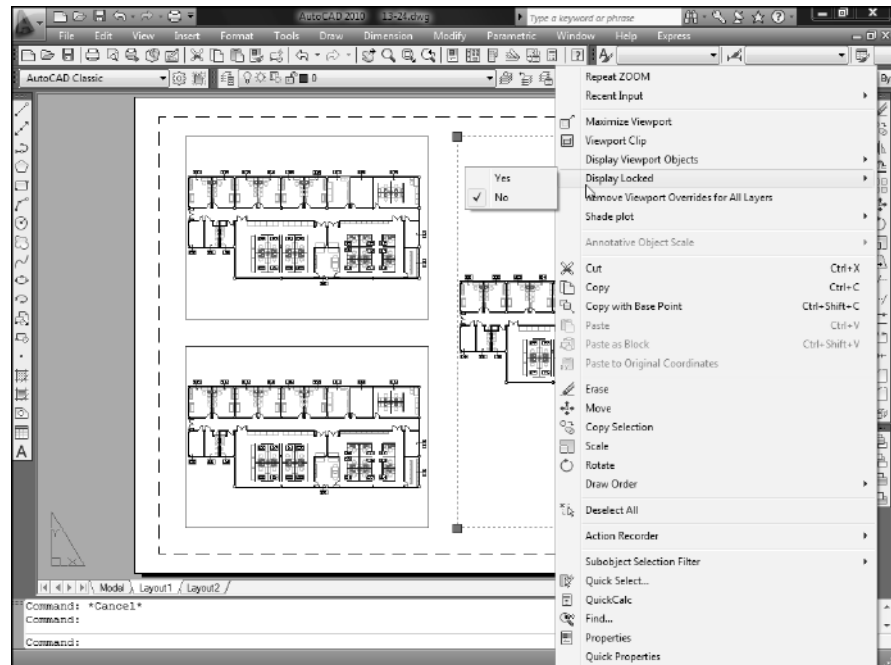 AutoCAD 2010 13-24.dwg
Type a keyword or phrase
File Edit View Insert Format Tools Draw Dimension Modify Parametric Window Help Express
AutoCAD Classic
0
By
Repeat ZOOM
Recent Input
Maximize Viewport
Viewport Clip
Display Viewport Objects
Display Locked
Yes
No
Remove Viewport Overrides for All Layers
Shade plot
Annotative Object Scale
Cut Ctrl+X
Copy Ctrl+C
Copy with Base Point Ctrl+Shift+C
Paste Ctrl+V
Paste as Block Ctrl+Shift+V
Paste to Original Coordinates
Erase
Move
Copy Selection
Scale
Rotate
Draw Order
Deselect All
Action Recorder
Subobject Selection Filter
Quick Select...
QuickCalc
Find...
Properties
Quick Properties
Model Layout1 Layout2
Command: *Cancel*
Command:
Command: